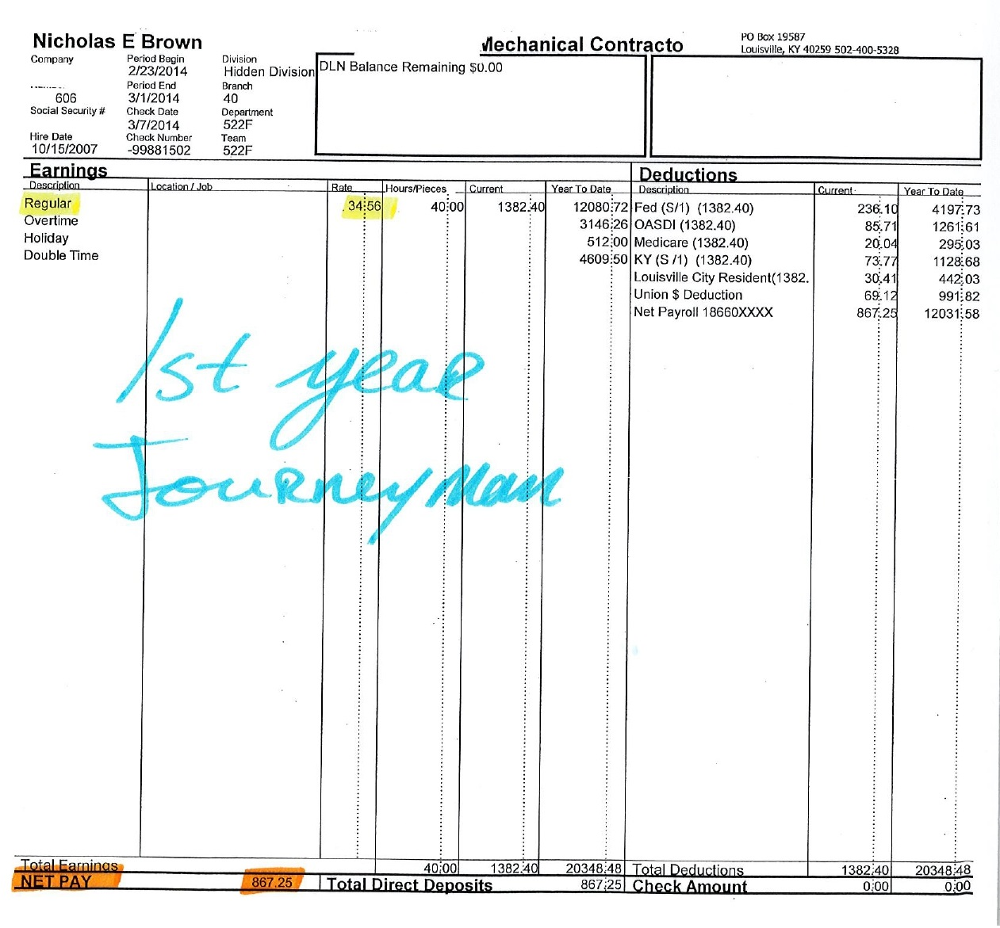 Nicholas E Brown
Mechanical Contracto
PO Box 19587
Louisville, KY 40259 502-400-5328
Company Period Begin Division
2/23/2014 Hidden Division
DLN Balance Remaining $0.00
Period End Branch
606 3/1/2014 40
Social Security # Check Date Department
3/7/2014 522F
Hire Date Check Number Team
10/15/2007 -99881502 522F
Earnings Deductions
Description Location / Job Rate Hours/Pieces Current Year To Date Description Current Year To Date
Regular 34:56 40:00 1382:40 12080:72 Fed (S/1) (1382.40) 236:10 4197:73
Overtime 3146:26 OASDI (1382.40) 85:71 1261:61
Holiday 512:00 Medicare (1382.40) 20:04 295:03
Double Time 4609:50 KY (S /1) (1382.40) 73:77 1128:68
Louisville City Resident(1382. 30:41 442:03
Union $ Deduction 69:12 991:82
Net Payroll 18660XXXX 867:25 12031:58
1st year
Journeyman
Total Earnings 40:00 1382:40 20348:48 Total Deductions 1382:40 20348:48
NET PAY 867.25 Total Direct Deposits 867:25 Check Amount 0:00 0:00